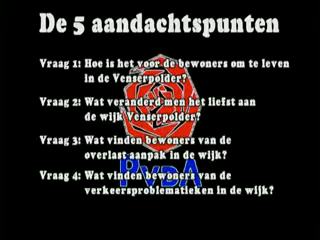 De 5 aandachtspunten
Vraag 1: Hoe is het voor de bewoners om te leven
in de Venserpolder?
Vraag 2: Wat veranderd men het liefst aan
de wijk Venserpolder?
Vraag 3: Wat vinden bewoners van de
overlast aanpak in de wijk?
Vraag 4: Wat vinden bewoners van de
PvdA
verkeersproblematieken in de wijk?